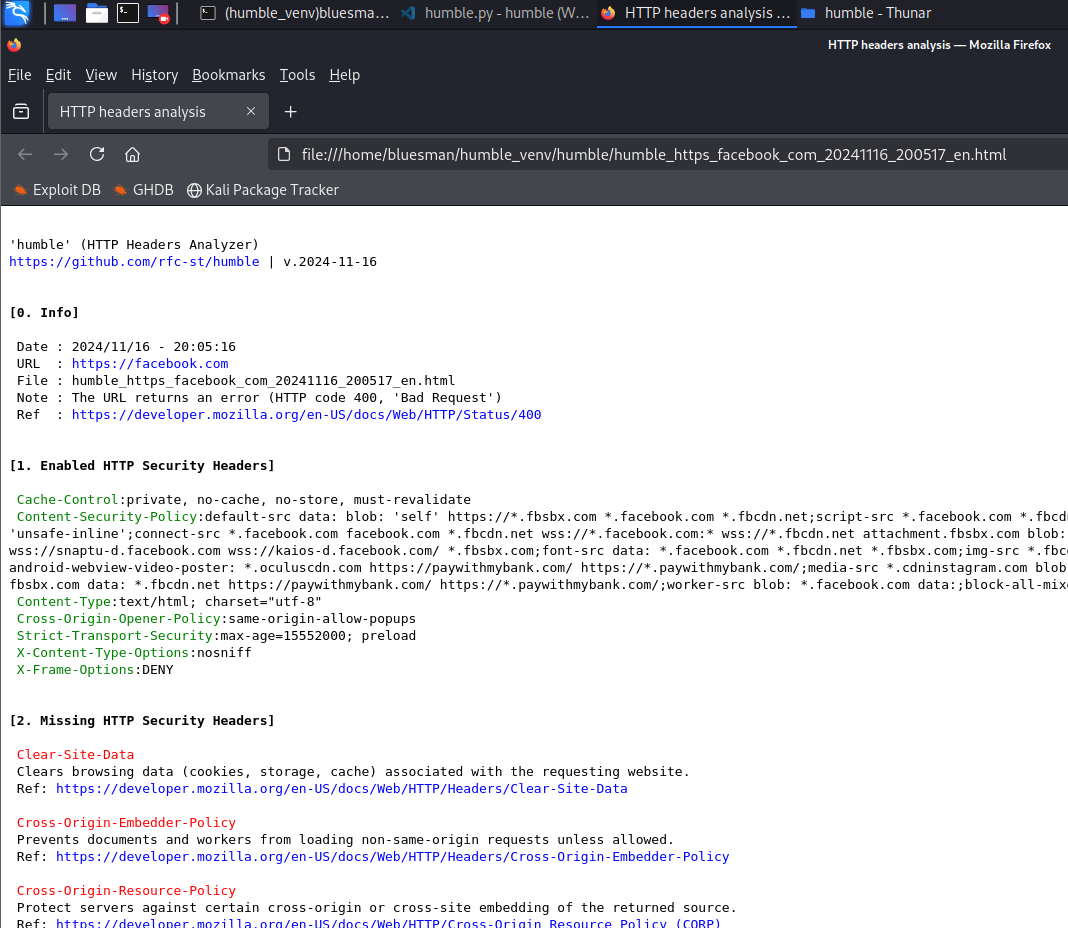 (humble_venv)bluesma...
humble.py - humble (W...
HTTP headers analysis ...
humble - Thunar
HTTP headers analysis — Mozilla Firefox
File Edit View History Bookmarks Tools Help
HTTP headers analysis
file:///home/bluesman/humble_venv/humble/humble_https_facebook_com_20241116_200517_en.html
Exploit DB GHDB Kali Package Tracker
'humble' (HTTP Headers Analyzer)
https://github.com/rfc-st/humble | v.2024-11-16
[0. Info]
Date : 2024/11/16 - 20:05:16
URL  : https://facebook.com
File : humble_https_facebook_com_20241116_200517_en.html
Note : The URL returns an error (HTTP code 400, 'Bad Request')
Ref  : https://developer.mozilla.org/en-US/docs/Web/HTTP/Status/400
[1. Enabled HTTP Security Headers]
Cache-Control:private, no-cache, no-store, must-revalidate
Content-Security-Policy:default-src data: blob: 'self' https://*.fbsbx.com *.facebook.com *.fbcdn.net;script-src *.facebook.com *.fbcdn
'unsafe-inline';connect-src *.facebook.com facebook.com *.fbcdn.net wss://*.facebook.com:* wss://*.fbcdn.net attachment.fbsbx.com blob:
wss://snaptu-d.facebook.com wss://kaios-d.facebook.com/ *.fbsbx.com;font-src data: *.facebook.com *.fbcdn.net *.fbsbx.com;img-src *.fbc
android-webview-video-poster: *.oculuscdn.com https://paywithmybank.com/ https://*.paywithmybank.com/;media-src *.cdninstagram.com blob
fbsbx.com data: *.fbcdn.net https://paywithmybank.com/ https://*.paywithmybank.com/;worker-src blob: *.facebook.com data:;block-all-mix
Content-Type:text/html; charset="utf-8"
Cross-Origin-Opener-Policy:same-origin-allow-popups
Strict-Transport-Security:max-age=15552000; preload
X-Content-Type-Options:nosniff
X-Frame-Options:DENY
[2. Missing HTTP Security Headers]
Clear-Site-Data
Clears browsing data (cookies, storage, cache) associated with the requesting website.
Ref: https://developer.mozilla.org/en-US/docs/Web/HTTP/Headers/Clear-Site-Data
Cross-Origin-Embedder-Policy
Prevents documents and workers from loading non-same-origin requests unless allowed.
Ref: https://developer.mozilla.org/en-US/docs/Web/HTTP/Headers/Cross-Origin-Embedder-Policy
Cross-Origin-Resource-Policy
Protect servers against certain cross-origin or cross-site embedding of the returned source.
Ref: https://developer.mozilla.org/en-US/docs/Web/HTTP/Cross-Origin_Resource_Policy_(CORP)